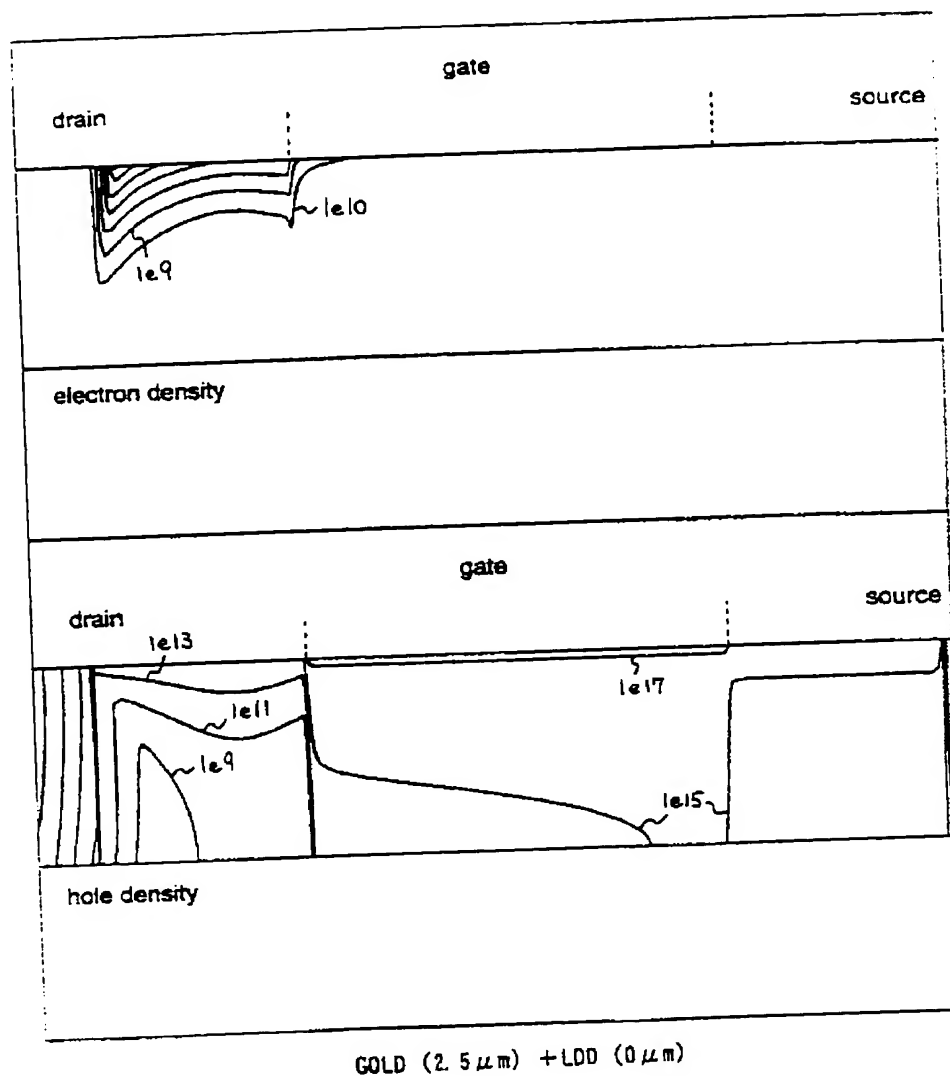 gate
drain
source
1e10
1e9
electron density
gate
drain
source
1e13
1e17
1e11
1e9
1e15
hole density
GOLD (2.5μm) +LDD (0μm)